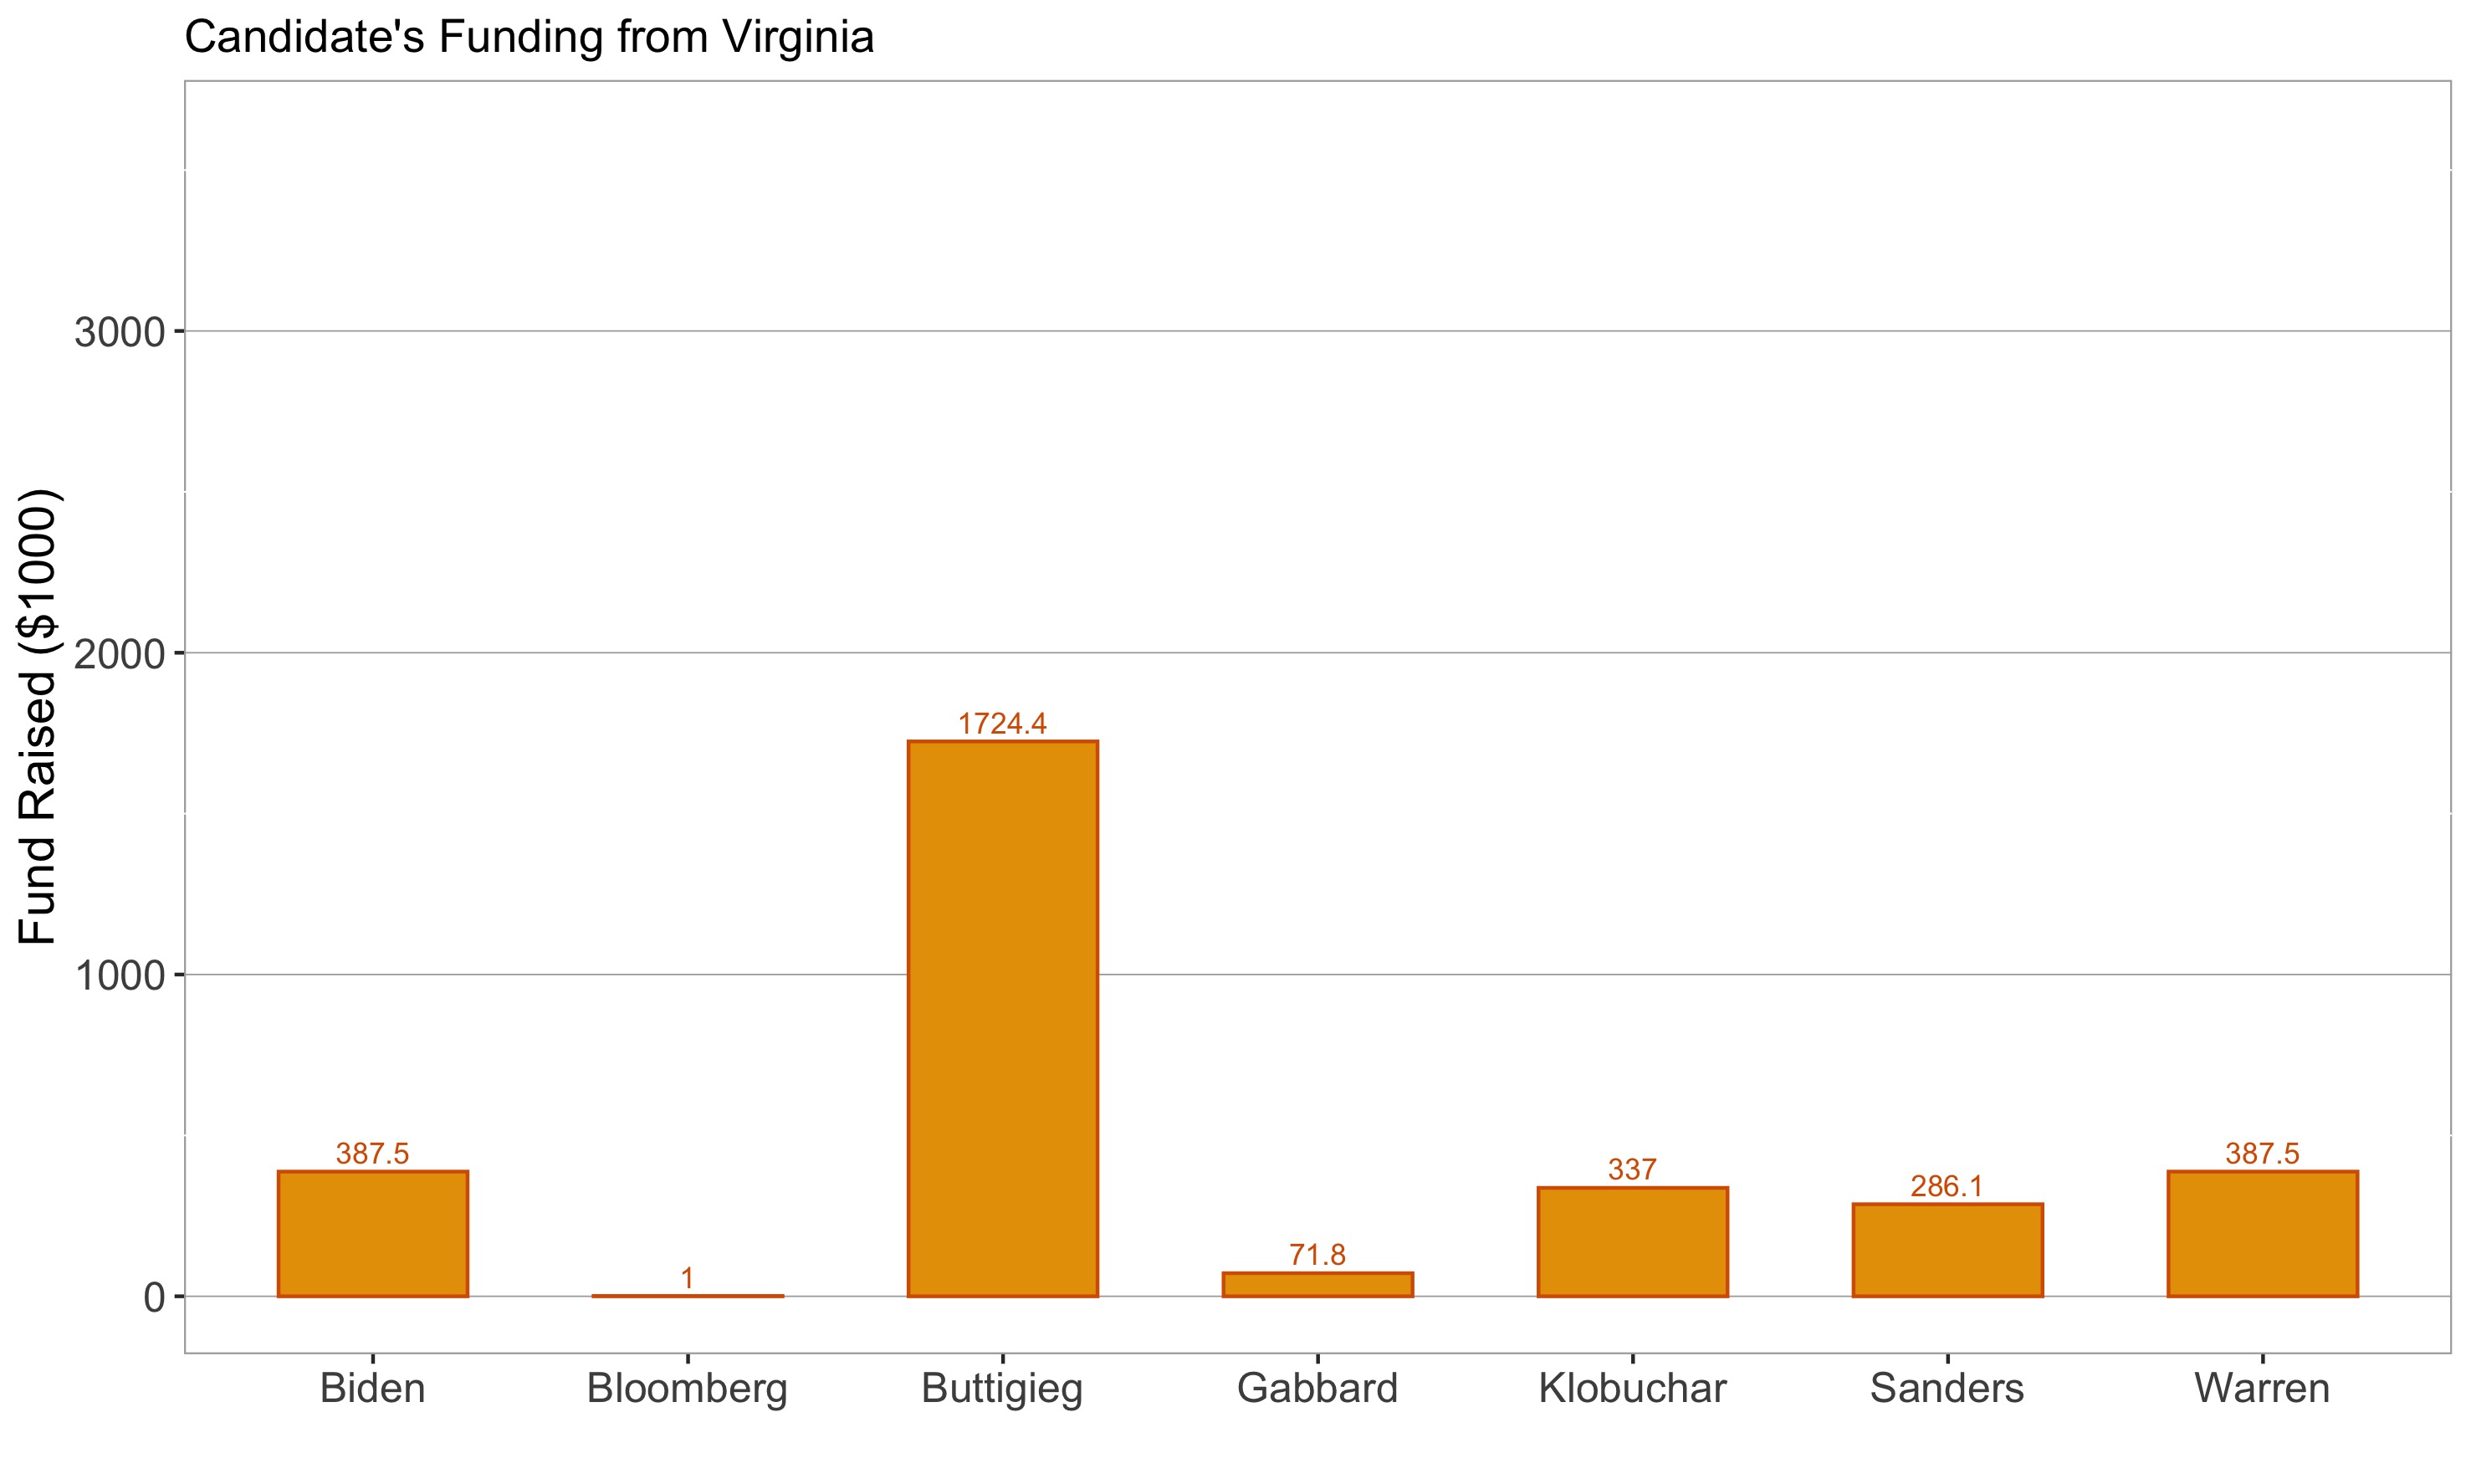 Candidate's Funding from Virginia
Fund Raised ($1000)
3000
2000
1000
0
387.5
1
1724.4
71.8
337
286.1
387.5
Biden
Bloomberg
Buttigieg
Gabbard
Klobuchar
Sanders
Warren